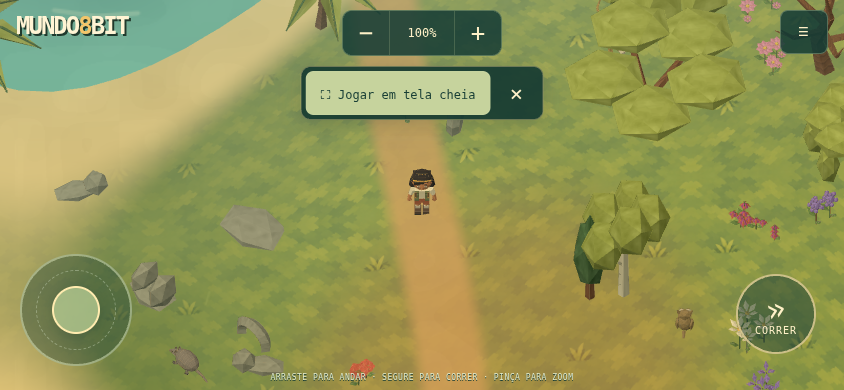 MUNDO8BIT
− 100% +
☰
⛶ Jogar em tela cheia ✕
»
CORRER
ARRASTE PARA ANDAR · SEGURE PARA CORRER · PINÇA PARA ZOOM